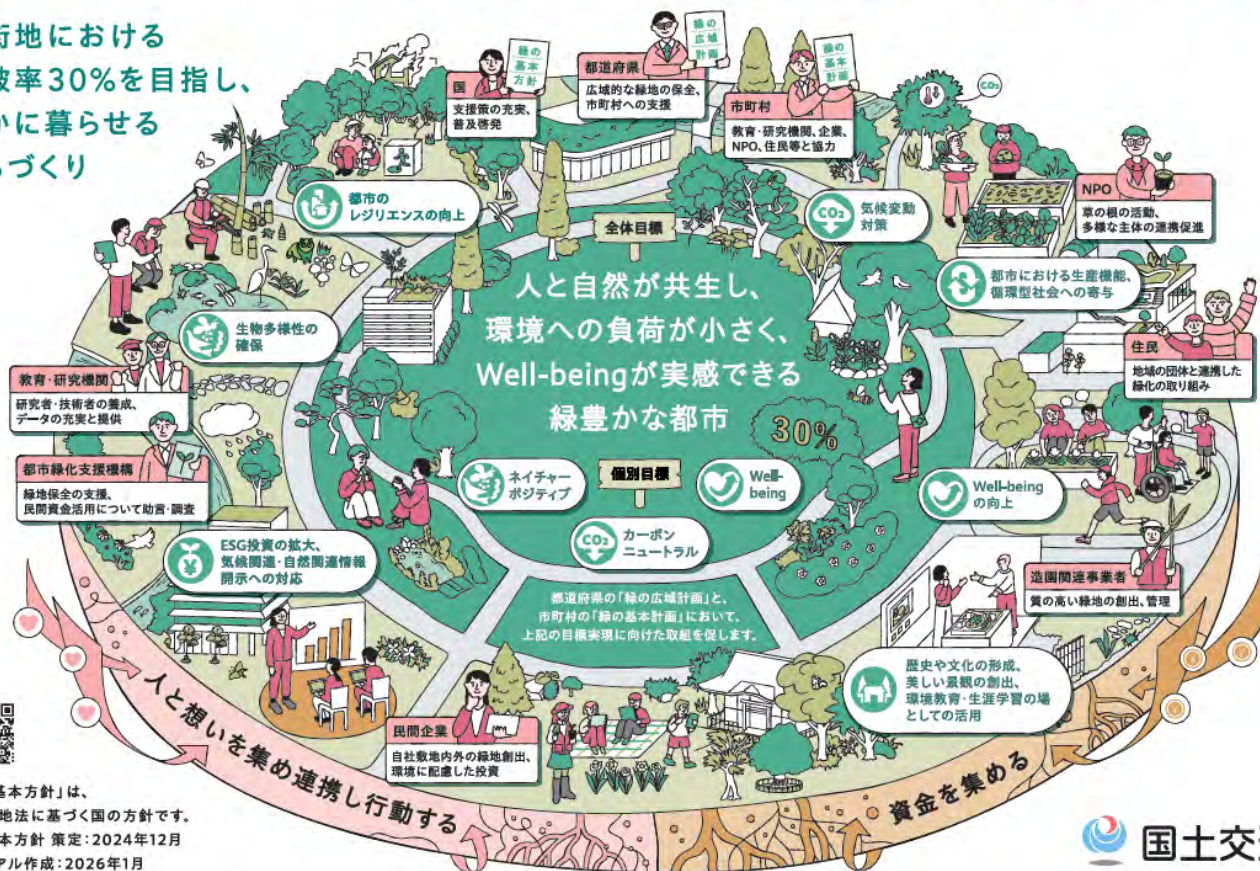 街地における
被率30%を目指し、
かに暮らせる
ちづくり
緑の
基本
方針
国
支援策の充実、
普及啓発
都道府県
広域的な緑地の保全、
市町村への支援
緑の
広域
計画
市町村
教育・研究機関、企業、
NPO、住民等と協力
緑の
基本
計画
CO₂
NPO
草の根の活動、
多様な主体の連携促進
都市の
レジリエンスの向上
全体目標
CO₂
気候変動
対策
人と自然が共生し、
環境への負荷が小さく、
Well-beingが実感できる
緑豊かな都市
都市における生産機能、
循環型社会への寄与
生物多様性の
確保
住民
地域の団体と連携した
緑化の取り組み
教育・研究機関
研究者・技術者の養成、
データの充実と提供
30%
都市緑化支援機構
緑地保全の支援、
民間資金活用について助言・調査
個別目標
ネイチャー
ポジティブ
Well-
being
CO₂
カーボン
ニュートラル
Well-being
の向上
¥
ESG投資の拡大、
気候関連・自然関連情報
開示への対応
造園関連事業者
質の高い緑地の創出、管理
都道府県の「緑の広域計画」と、
市町村の「緑の基本計画」において、
上記の目標実現に向けた取組を促します。
歴史や文化の形成、
美しい景観の創出、
環境教育・生涯学習の場
としての活用
民間企業
自社敷地内外の緑地創出、
環境に配慮した投資
人と想いを集め連携し行動する
資金を集める
基本方針」は、
地法に基づく国の方針です。
本方針 策定:2024年12月
アル作成:2026年1月
国土交